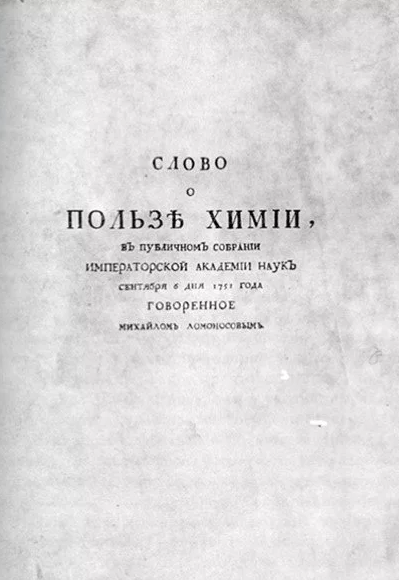 СЛОВО
О
ПОЛЬЗѢ ХИМІИ,
ВЪ ПУБЛИЧНОМЪ СОБРАНІИ
ИМПЕРАТОРСКОЙ АКАДЕМІИ НАУКЪ
СЕНТЯБРЯ 6 ДНЯ 1751 ГОДА
ГОВОРЕННОЕ
МИХАЙЛОМЪ ЛОМОНОСОВЫМЪ.